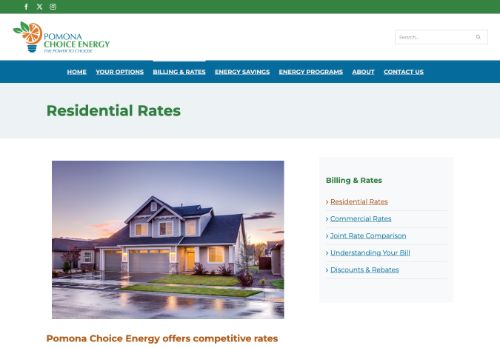 POMONA
CHOICE ENERGY
THE POWER TO CHOOSE
Search...
HOME YOUR OPTIONS BILLING & RATES ENERGY SAVINGS ENERGY PROGRAMS ABOUT CONTACT US
Residential Rates
Billing & Rates
Residential Rates
Commercial Rates
Joint Rate Comparison
Understanding Your Bill
Discounts & Rebates
Pomona Choice Energy offers competitive rates